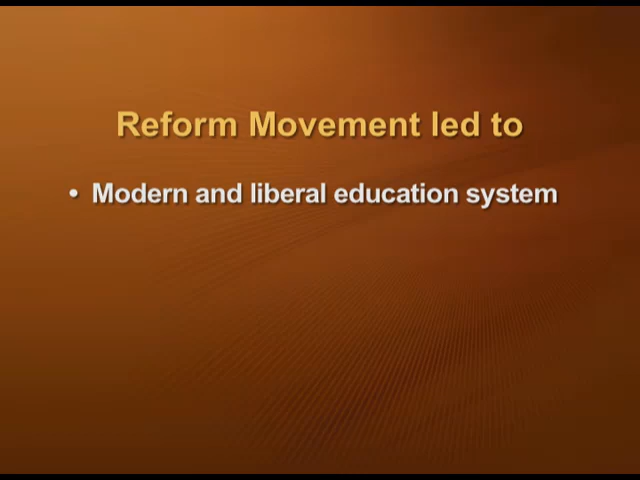 Reform Movement led to
• Modern and liberal education system